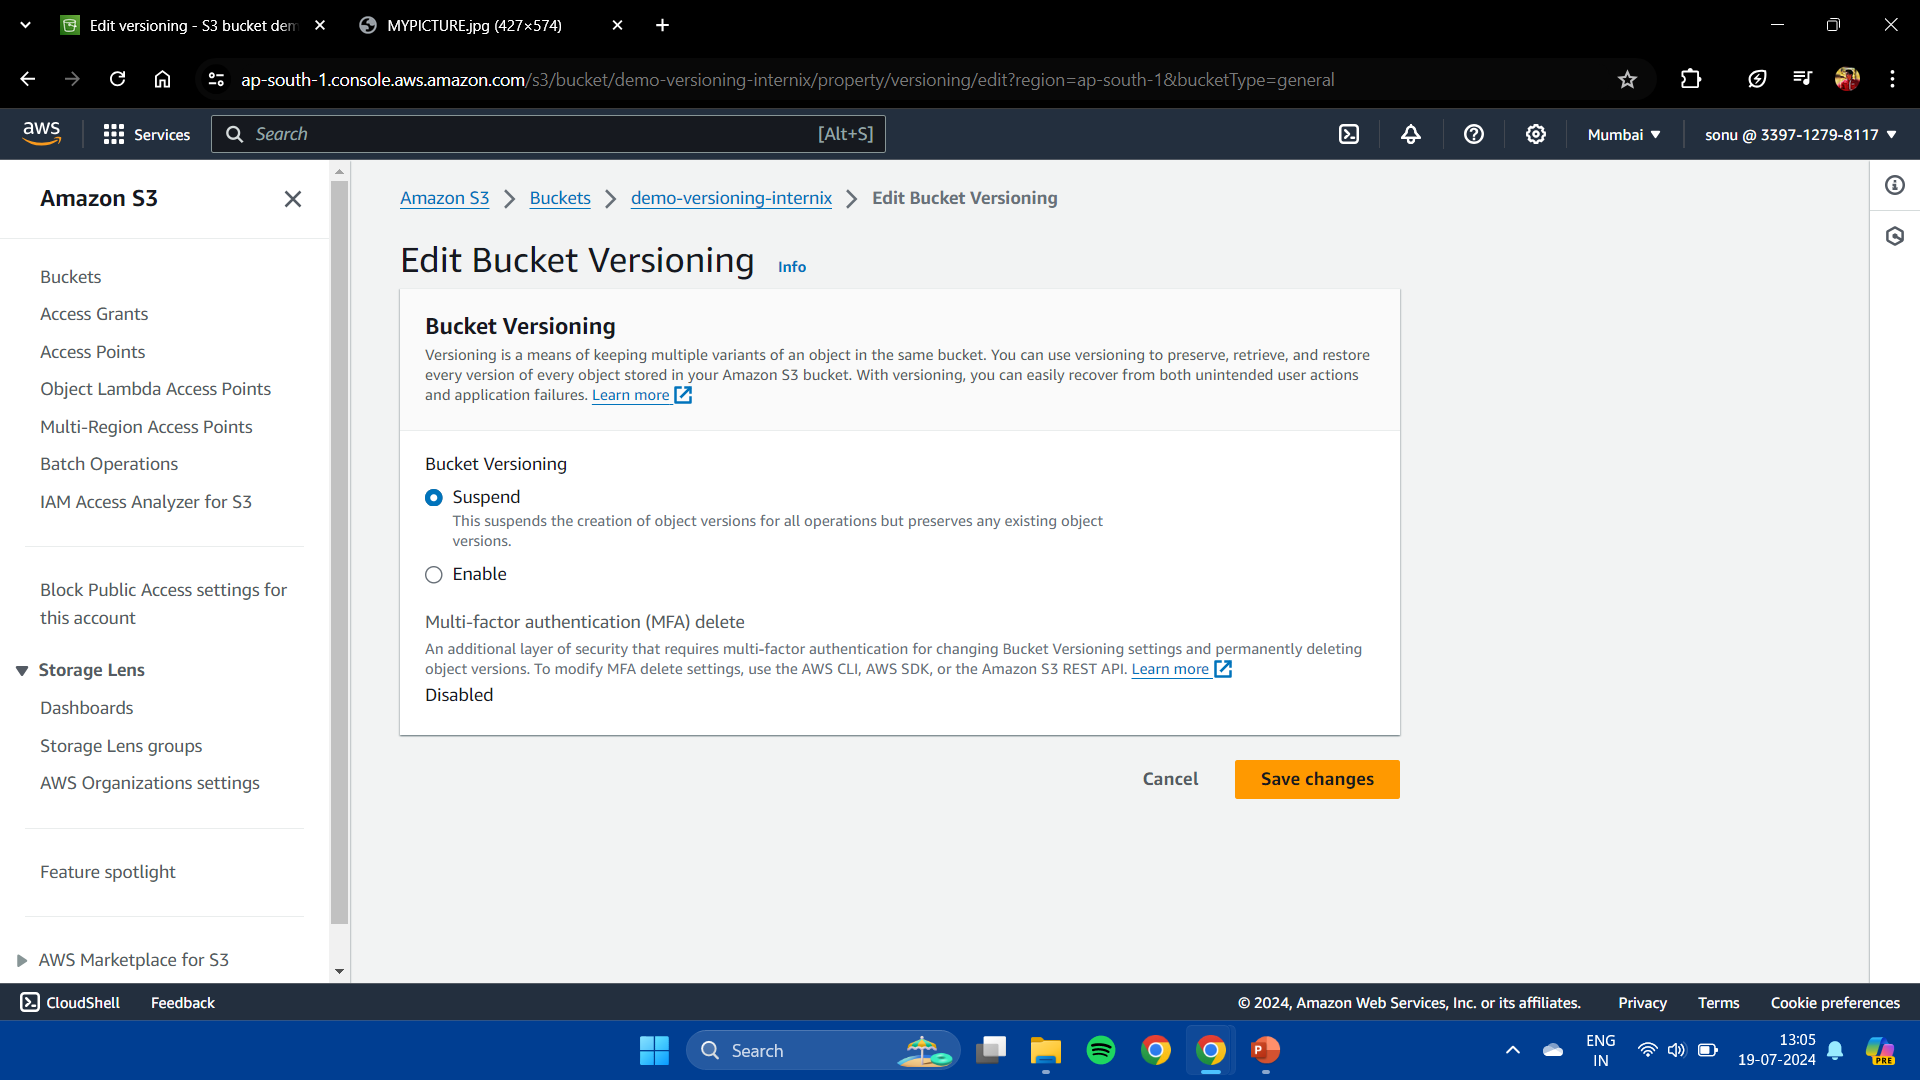 Edit versioning - S3 bucket dem
MYPICTURE.jpg (427×574)
ap-south-1.console.aws.amazon.com/s3/bucket/demo-versioning-internix/property/versioning/edit?region=ap-south-1&bucketType=general
aws
Services
Search
[Alt+S]
Mumbai
sonu @ 3397-1279-8117
Amazon S3
Buckets
Access Grants
Access Points
Object Lambda Access Points
Multi-Region Access Points
Batch Operations
IAM Access Analyzer for S3
Block Public Access settings for
this account
Storage Lens
Dashboards
Storage Lens groups
AWS Organizations settings
Feature spotlight
AWS Marketplace for S3
Amazon S3 > Buckets > demo-versioning-internix > Edit Bucket Versioning
Edit Bucket Versioning Info
Bucket Versioning
Versioning is a means of keeping multiple variants of an object in the same bucket. You can use versioning to preserve, retrieve, and restore
every version of every object stored in your Amazon S3 bucket. With versioning, you can easily recover from both unintended user actions
and application failures. Learn more
Bucket Versioning
Suspend
This suspends the creation of object versions for all operations but preserves any existing object
versions.
Enable
Multi-factor authentication (MFA) delete
An additional layer of security that requires multi-factor authentication for changing Bucket Versioning settings and permanently deleting
object versions. To modify MFA delete settings, use the AWS CLI, AWS SDK, or the Amazon S3 REST API. Learn more
Disabled
Cancel
Save changes
CloudShell
Feedback
© 2024, Amazon Web Services, Inc. or its affiliates.
Privacy
Terms
Cookie preferences
Search
P
ENG
IN
13:05
19-07-2024
PRE